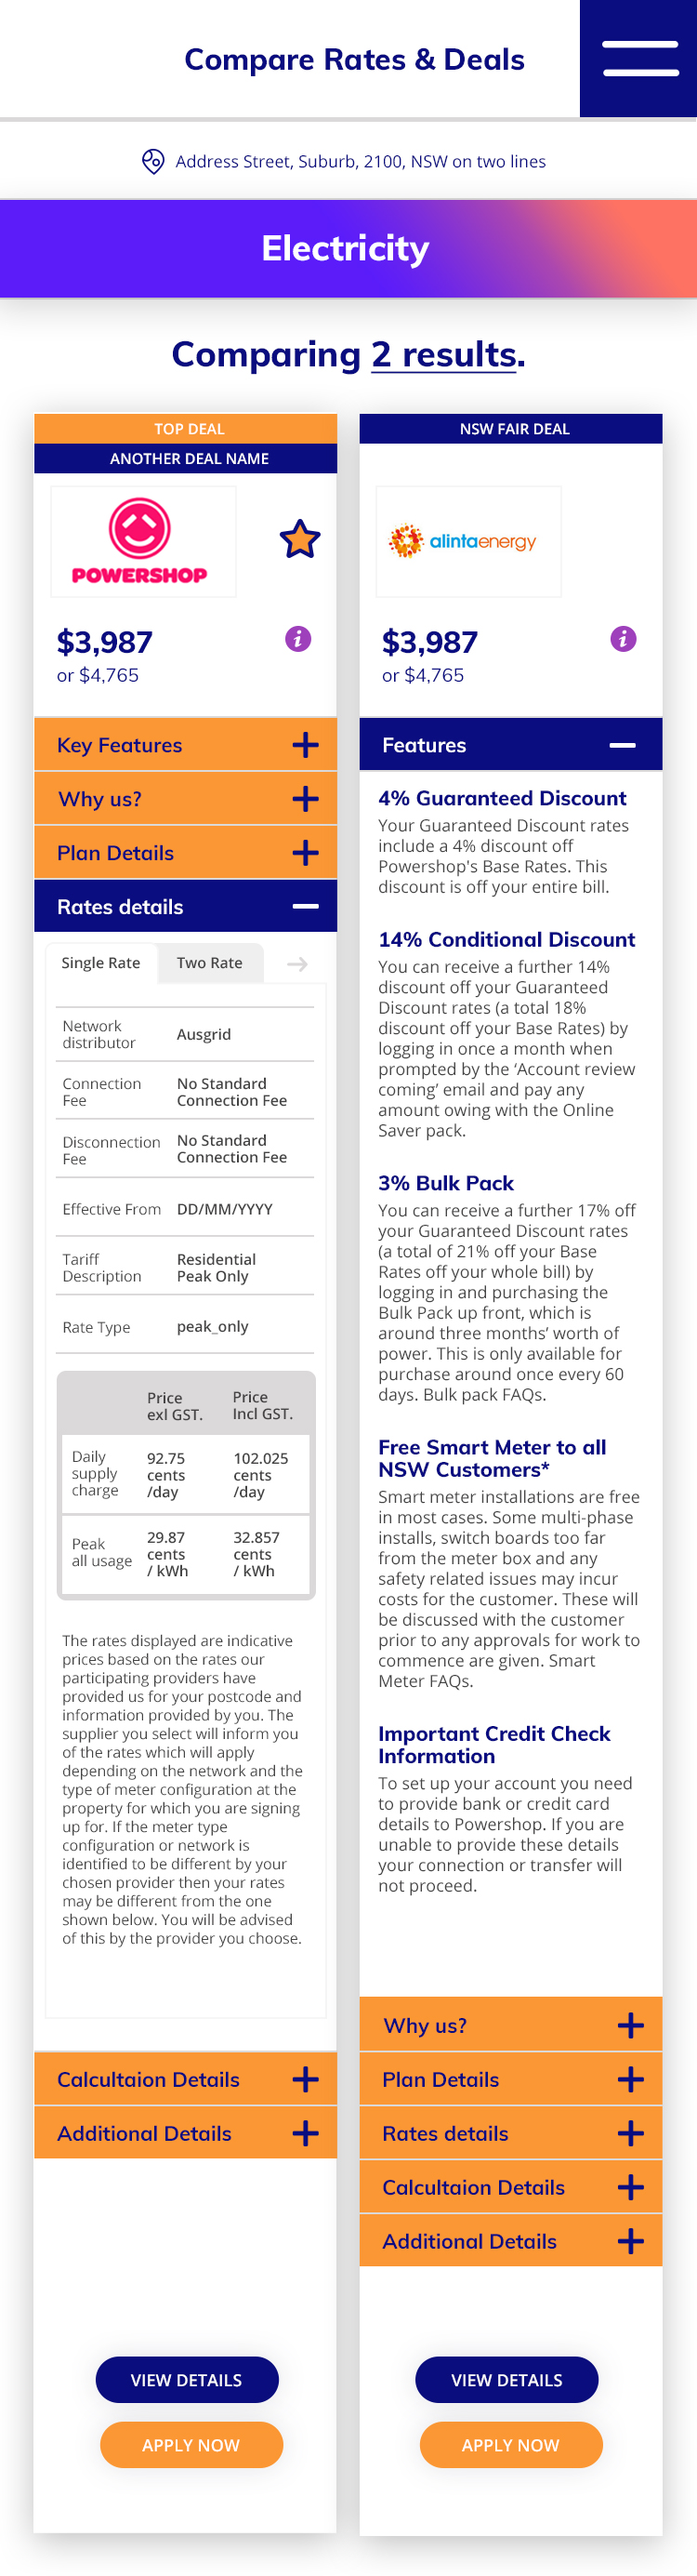 Compare Rates & Deals
Address Street, Suburb, 2100, NSW on two lines
Electricity
Comparing 2 results.
TOP DEAL
ANOTHER DEAL NAME
POWERSHOP
$3,987
i
or $4,765
Key Features
Why us?
Plan Details
Rates details
Single Rate
Two Rate
Network
distributor
Ausgrid
Connection
Fee
No Standard
Connection Fee
Disconnection
Fee
No Standard
Connection Fee
Effective From
DD/MM/YYYY
Tariff
Description
Residential
Peak Only
Rate Type
peak_only
Price
exl GST.
Price
Incl GST.
Daily
supply
charge
92.75
cents
/day
102.025
cents
/day
Peak
all usage
29.87
cents
/ kWh
32.857
cents
/ kWh
The rates displayed are indicative
prices based on the rates our
participating providers have
provided us for your postcode and
information provided by you. The
supplier you select will inform you
of the rates which will apply
depending on the network and the
type of meter configuration at the
property for which you are signing
up for. If the meter type
configuration or network is
identified to be different by your
chosen provider then your rates
may be different from the one
shown below. You will be advised
of this by the provider you choose.
Calcultaion Details
Additional Details
VIEW DETAILS
APPLY NOW
NSW FAIR DEAL
alintaenergy
$3,987
i
or $4,765
Features
4% Guaranteed Discount
Your Guaranteed Discount rates
include a 4% discount off
Powershop's Base Rates. This
discount is off your entire bill.
14% Conditional Discount
You can receive a further 14%
discount off your Guaranteed
Discount rates (a total 18%
discount off your Base Rates) by
logging in once a month when
prompted by the ‘Account review
coming’ email and pay any
amount owing with the Online
Saver pack.
3% Bulk Pack
You can receive a further 17% off
your Guaranteed Discount rates
(a total of 21% off your Base
Rates off your whole bill) by
logging in and purchasing the
Bulk Pack up front, which is
around three months’ worth of
power. This is only available for
purchase around once every 60
days. Bulk pack FAQs.
Free Smart Meter to all
NSW Customers*
Smart meter installations are free
in most cases. Some multi-phase
installs, switch boards too far
from the meter box and any
safety related issues may incur
costs for the customer. These will
be discussed with the customer
prior to any approvals for work to
commence are given. Smart
Meter FAQs.
Important Credit Check
Information
To set up your account you need
to provide bank or credit card
details to Powershop. If you are
unable to provide these details
your connection or transfer will
not proceed.
Why us?
Plan Details
Rates details
Calcultaion Details
Additional Details
VIEW DETAILS
APPLY NOW